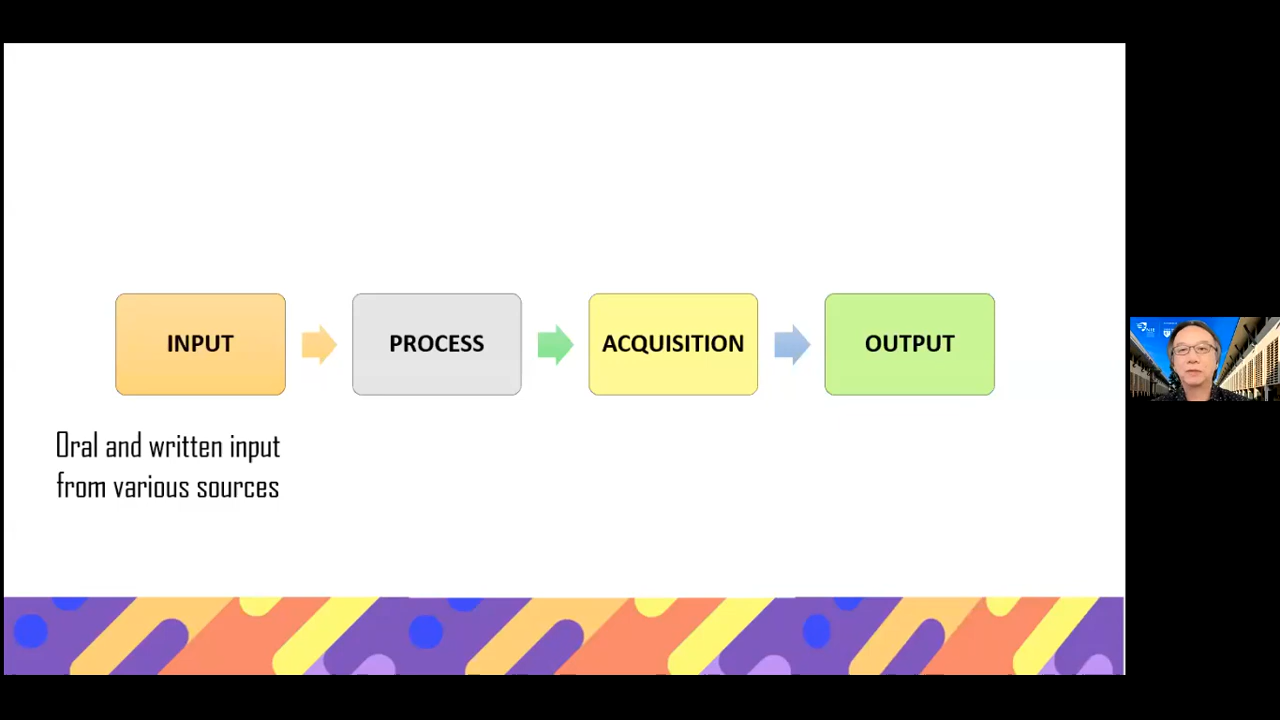 INPUT
PROCESS
ACQUISITION
OUTPUT
Oral and written input
from various sources